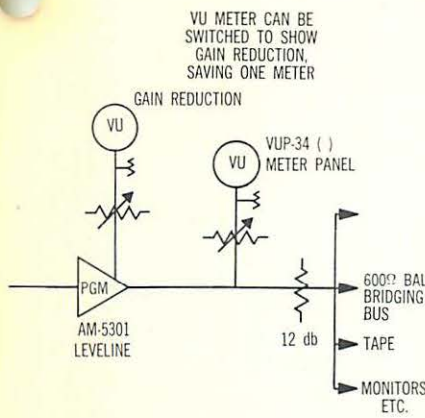 VU METER CAN BE
SWITCHED TO SHOW
GAIN REDUCTION,
SAVING ONE METER
GAIN REDUCTION
VU
VUP-34 ( )
METER PANEL
VU
PGM
AM-5301
LEVELINE
12 db
600Ω BAL
BRIDGING
BUS
TAPE
MONITORS
ETC.